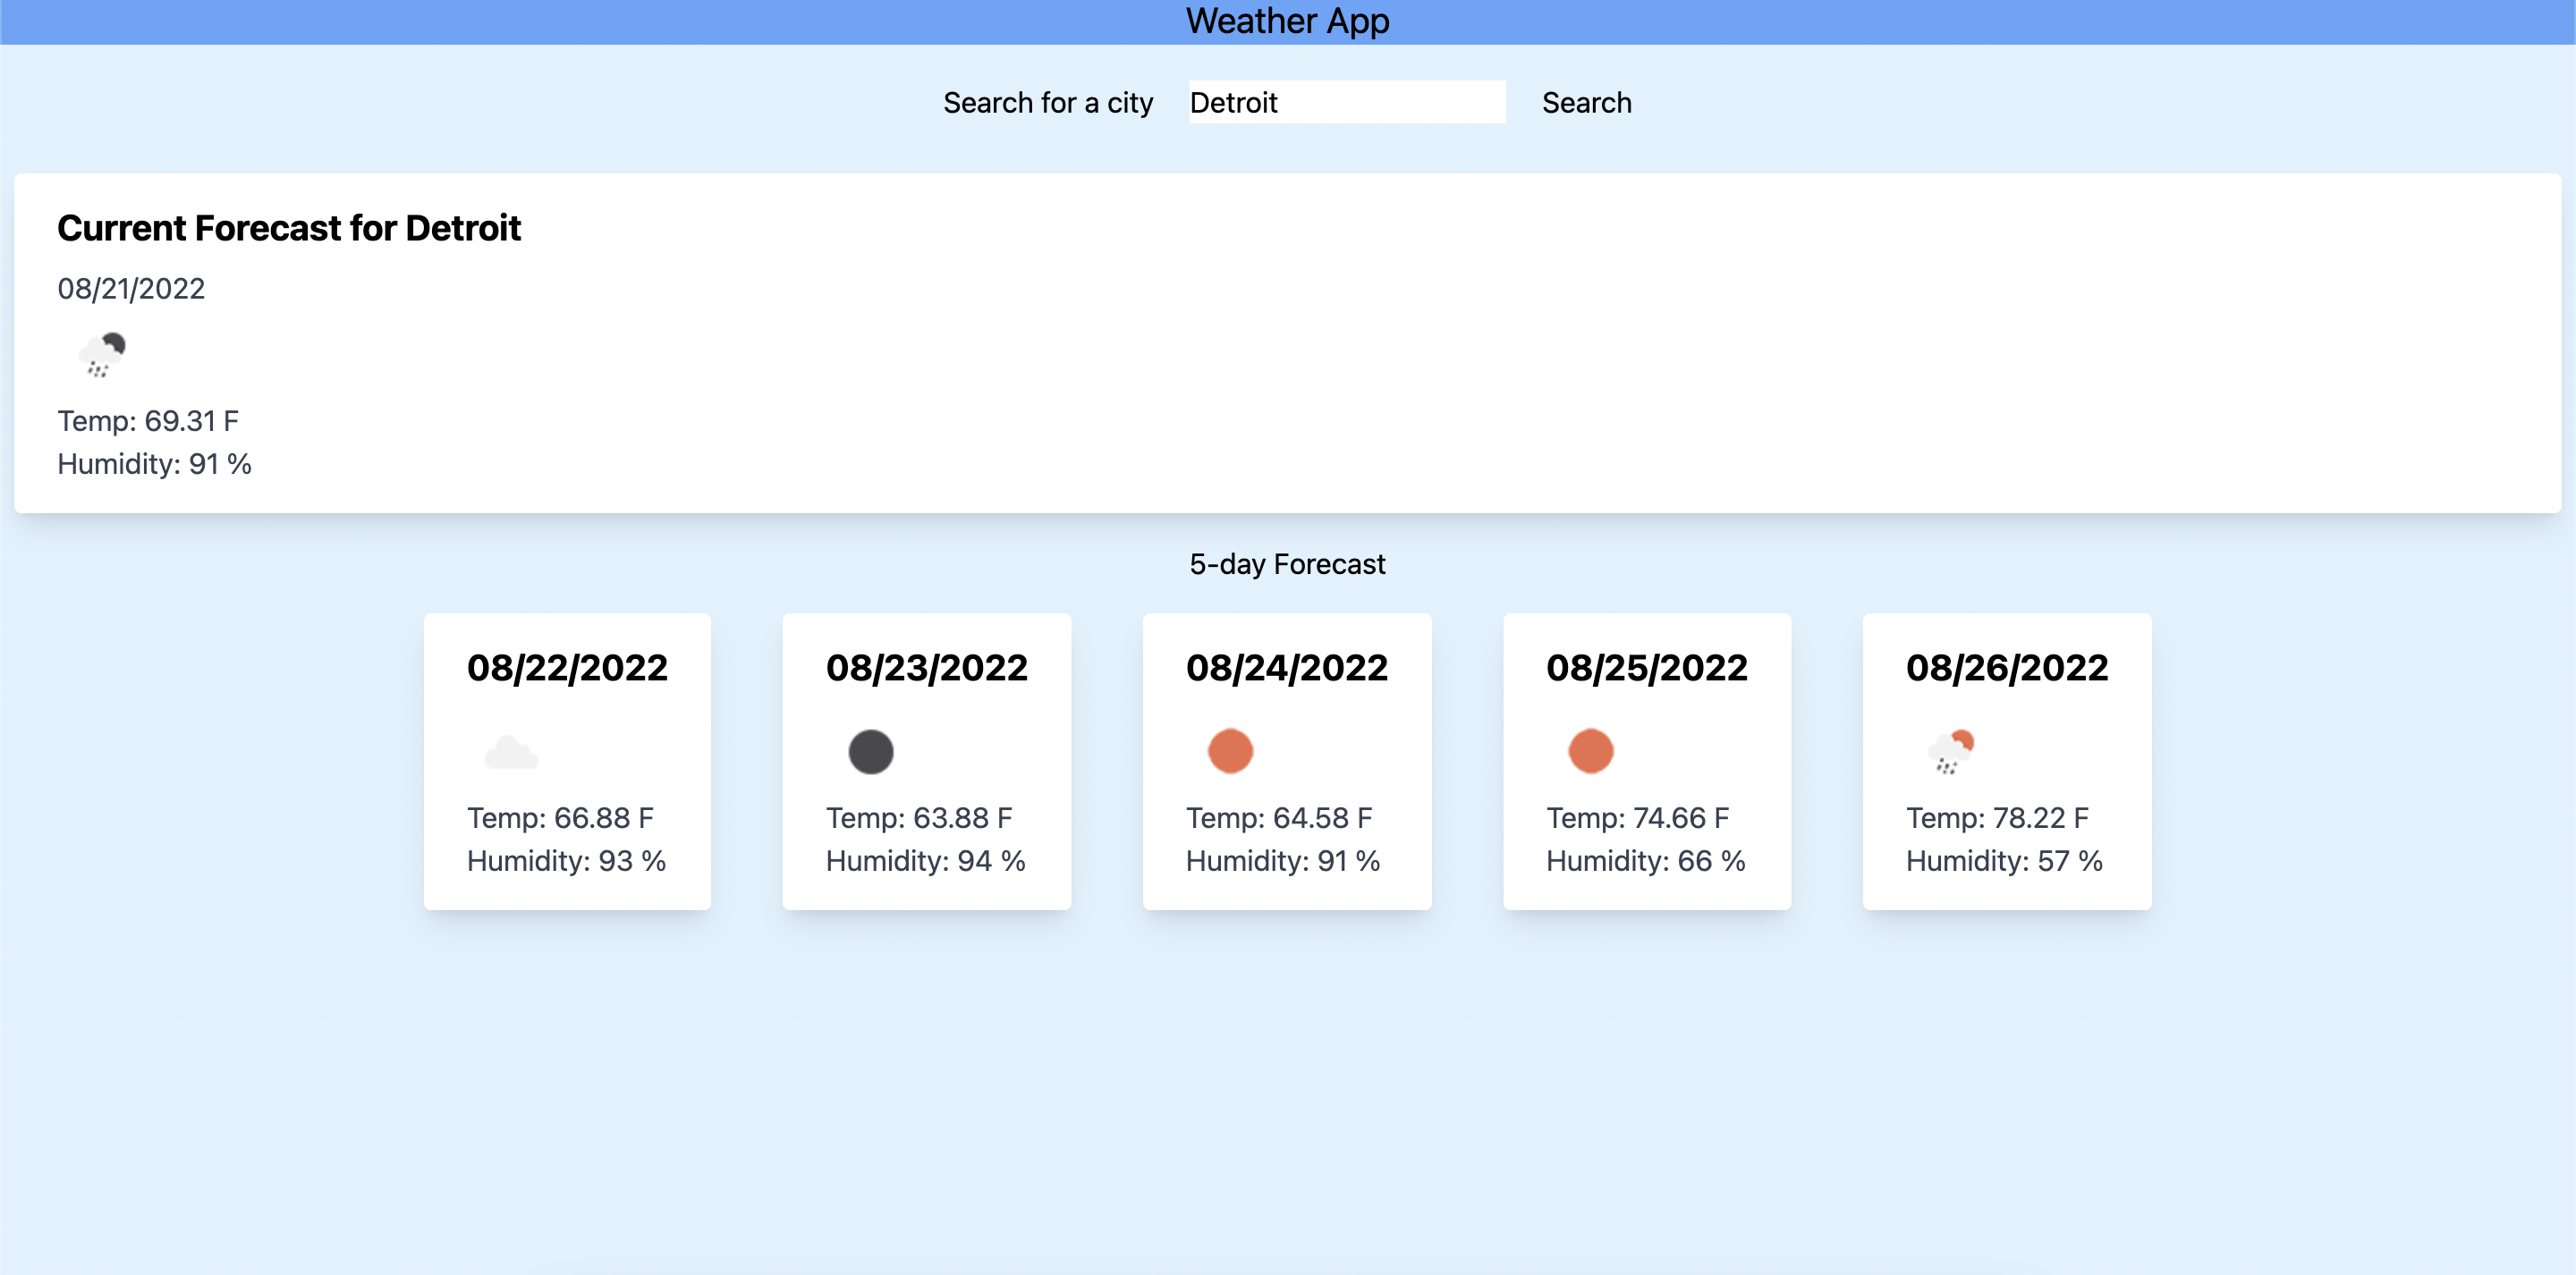 Weather App
Search for a city Detroit Search
Current Forecast for Detroit
08/21/2022
Temp: 69.31 F
Humidity: 91 %
5-day Forecast
08/22/2022
Temp: 66.88 F
Humidity: 93 %
08/23/2022
Temp: 63.88 F
Humidity: 94 %
08/24/2022
Temp: 64.58 F
Humidity: 91 %
08/25/2022
Temp: 74.66 F
Humidity: 66 %
08/26/2022
Temp: 78.22 F
Humidity: 57 %